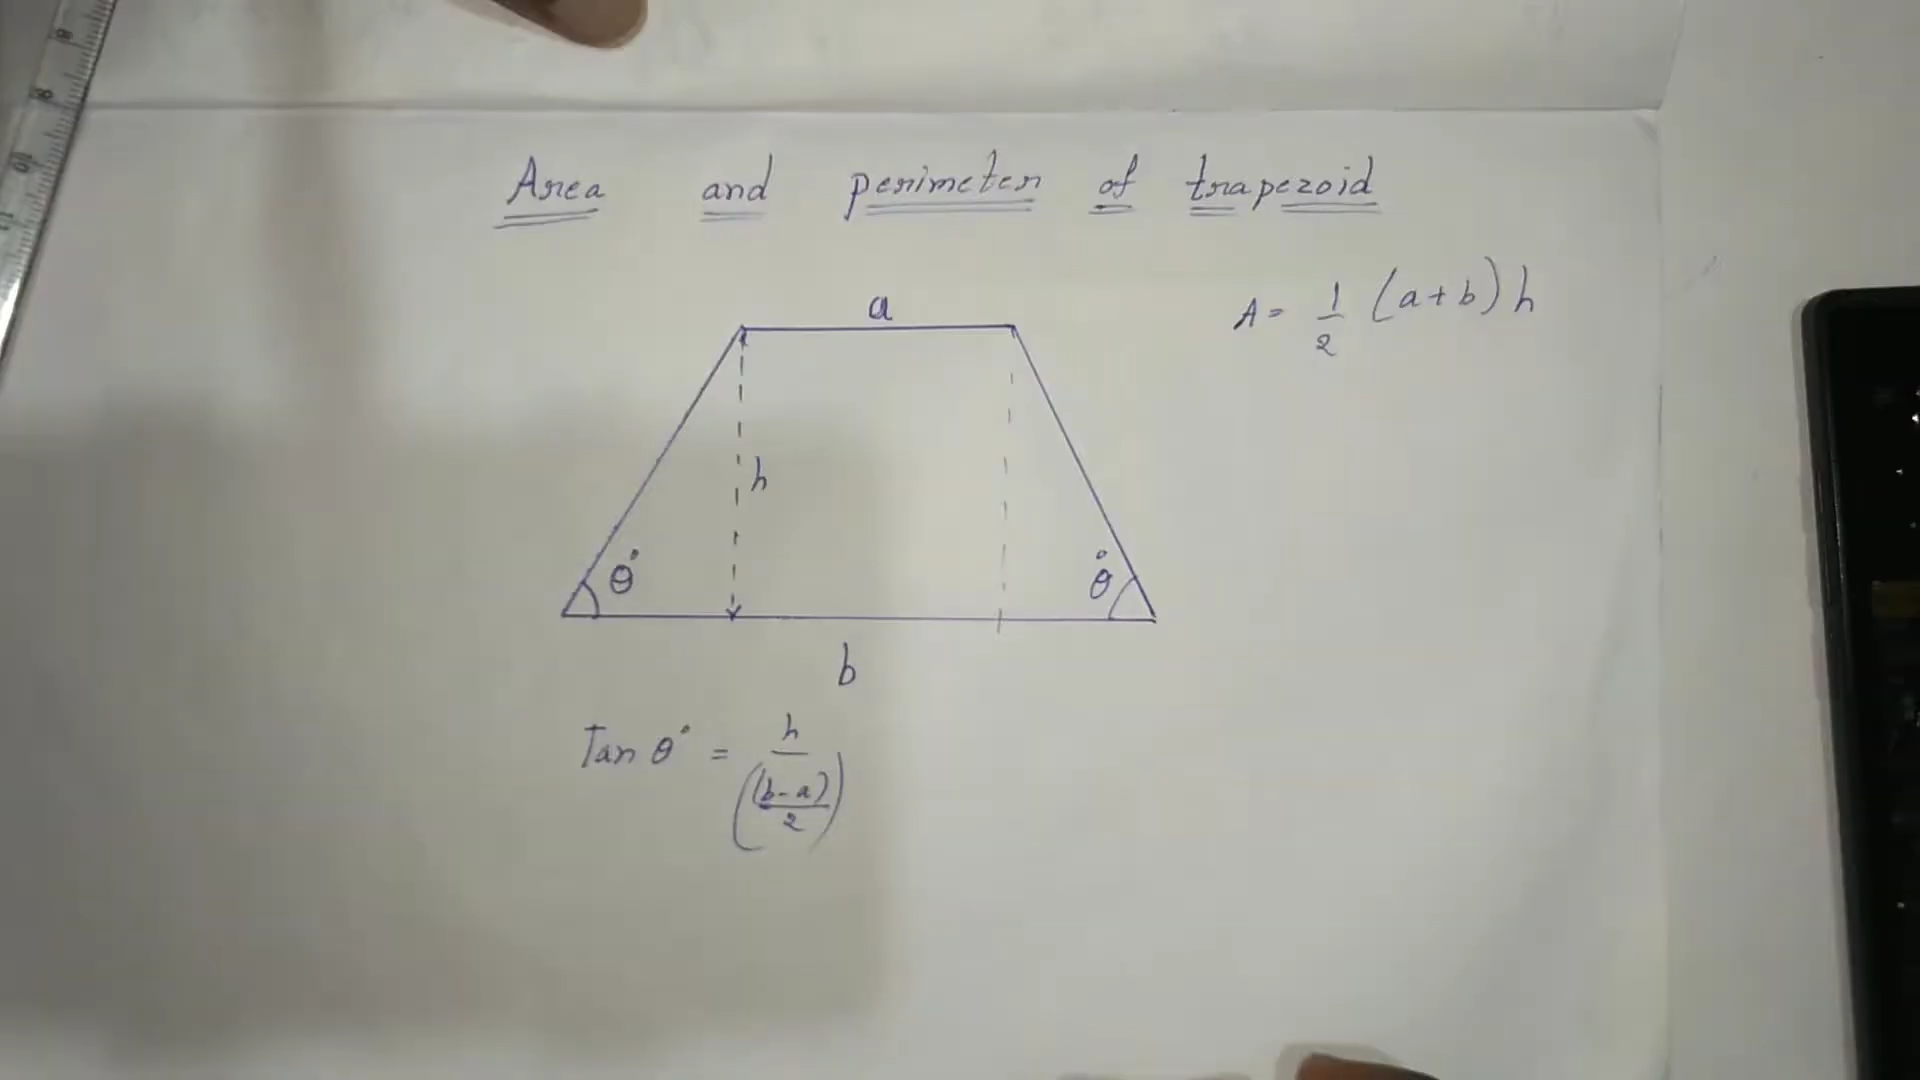 Area and perimeter of trapezoid
a
A = 1/2 (a+b) h
h
θ° θ°
b
Tan θ° = h/((b-a)/2)